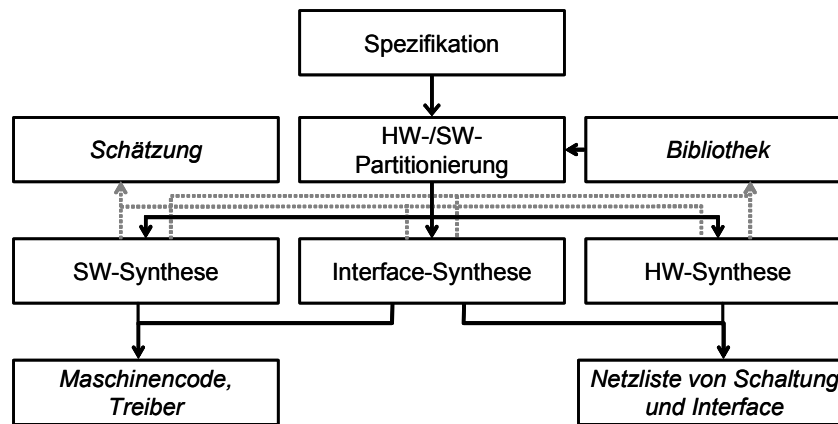 Spezifikation
Schätzung
HW-/SW-
Partitionierung
Bibliothek
SW-Synthese
Interface-Synthese
HW-Synthese
Maschinencode,
Treiber
Netzliste von Schaltung
und Interface